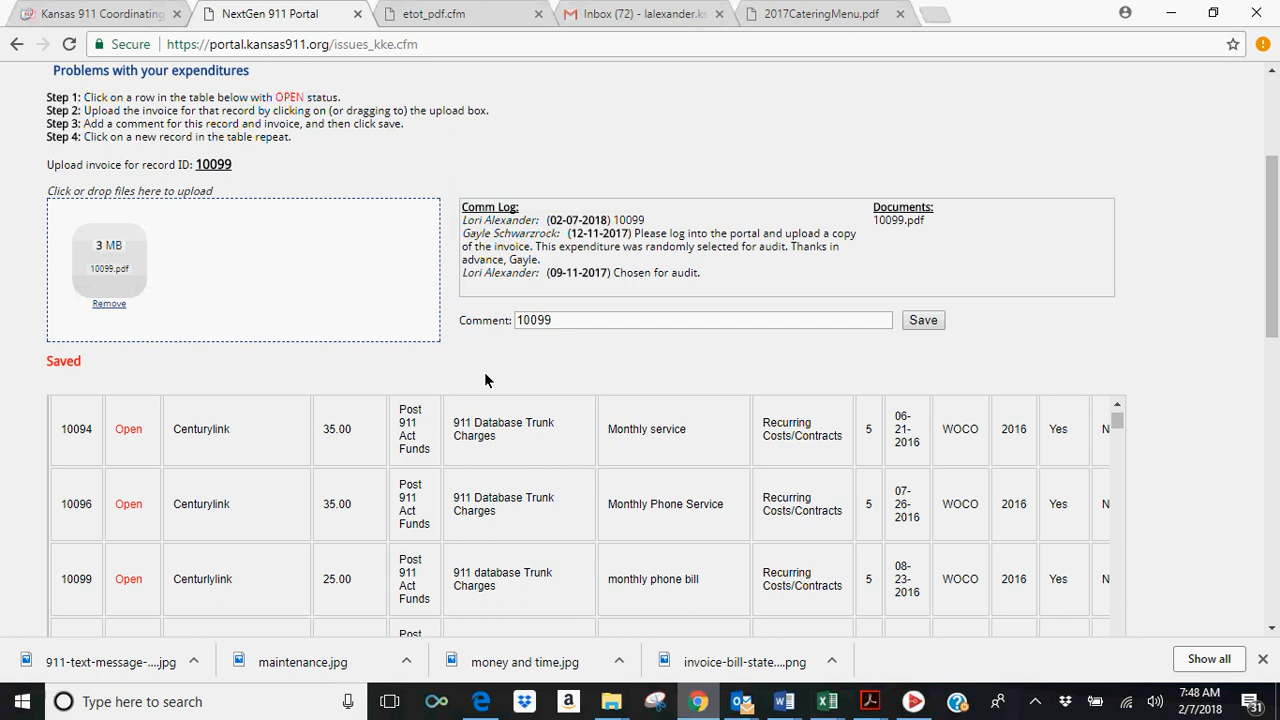 Kansas 911 Coordinating
NextGen 911 Portal
etot_pdf.cfm
Inbox (72) - lalexander.ks
2017CateringMenu.pdf
Secure
https://portal.kansas911.org/issues_kke.cfm
Problems with your expenditures
Step 1: Click on a row in the table below with OPEN status.
Step 2: Upload the invoice for that record by clicking on (or dragging to) the upload box.
Step 3: Add a comment for this record and invoice, and then click save.
Step 4: Click on a new record in the table repeat.
Upload invoice for record ID: 10099
Click or drop files here to upload
3 MB
10099.pdf
Remove
Comm Log:
Lori Alexander: (02-07-2018) 10099
Gayle Schwarzrock: (12-11-2017) Please log into the portal and upload a copy
of the invoice. This expenditure was randomly selected for audit. Thanks in
advance, Gayle.
Lori Alexander: (09-11-2017) Chosen for audit.
Documents:
10099.pdf
Comment: 10099 Save
Saved
10094 Open Centurylink 35.00 Post 911 Act Funds 911 Database Trunk Charges Monthly service Recurring Costs/Contracts 5 06-21-2016 WOCO 2016 Yes N
10096 Open Centurylink 35.00 Post 911 Act Funds 911 Database Trunk Charges Monthly Phone Service Recurring Costs/Contracts 5 07-26-2016 WOCO 2016 Yes N
10099 Open Centurlylink 25.00 Post 911 Act Funds 911 database Trunk Charges monthly phone bill Recurring Costs/Contracts 5 08-23-2016 WOCO 2016 Yes N
Post
911-text-message-....jpg
maintenance.jpg
money and time.jpg
invoice-bill-state....png
Show all
Type here to search
7:48 AM
2/7/2018
31